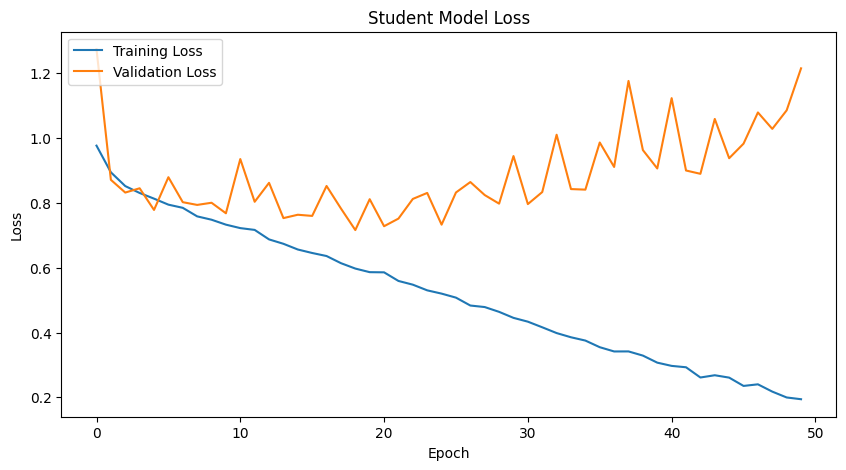 Student Model Loss
Training Loss
Validation Loss
1.2
1.0
0.8
0.6
0.4
0.2
Loss
0 10 20 30 40 50
Epoch